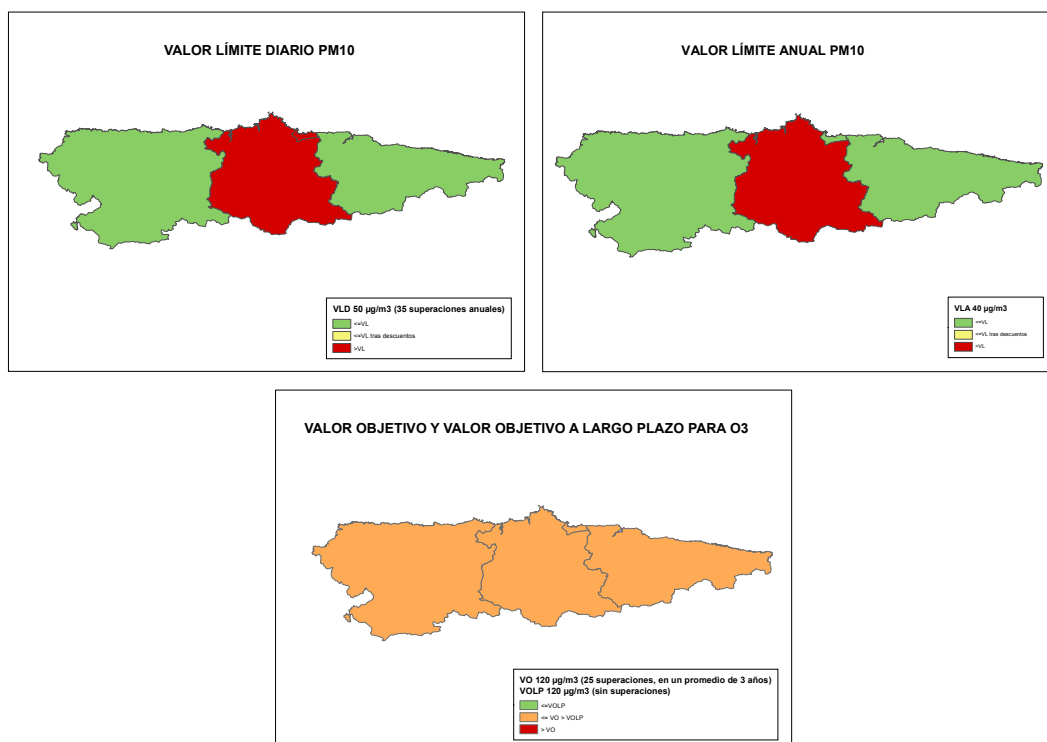 VALOR LÍMITE DIARIO PM10
VLD 50 µg/m3 (35 superaciones anuales)
<=VL
<=VL tras descuentos
>VL
VALOR LÍMITE ANUAL PM10
VLA 40 µg/m3
<=VL
<=VL tras descuentos
>VL
VALOR OBJETIVO Y VALOR OBJETIVO A LARGO PLAZO PARA O3
VO 120 µg/m3 (25 superaciones, en un promedio de 3 años)
VOLP 120 µg/m3 (sin superaciones)
<=VOLP
<= VO > VOLP
> VO